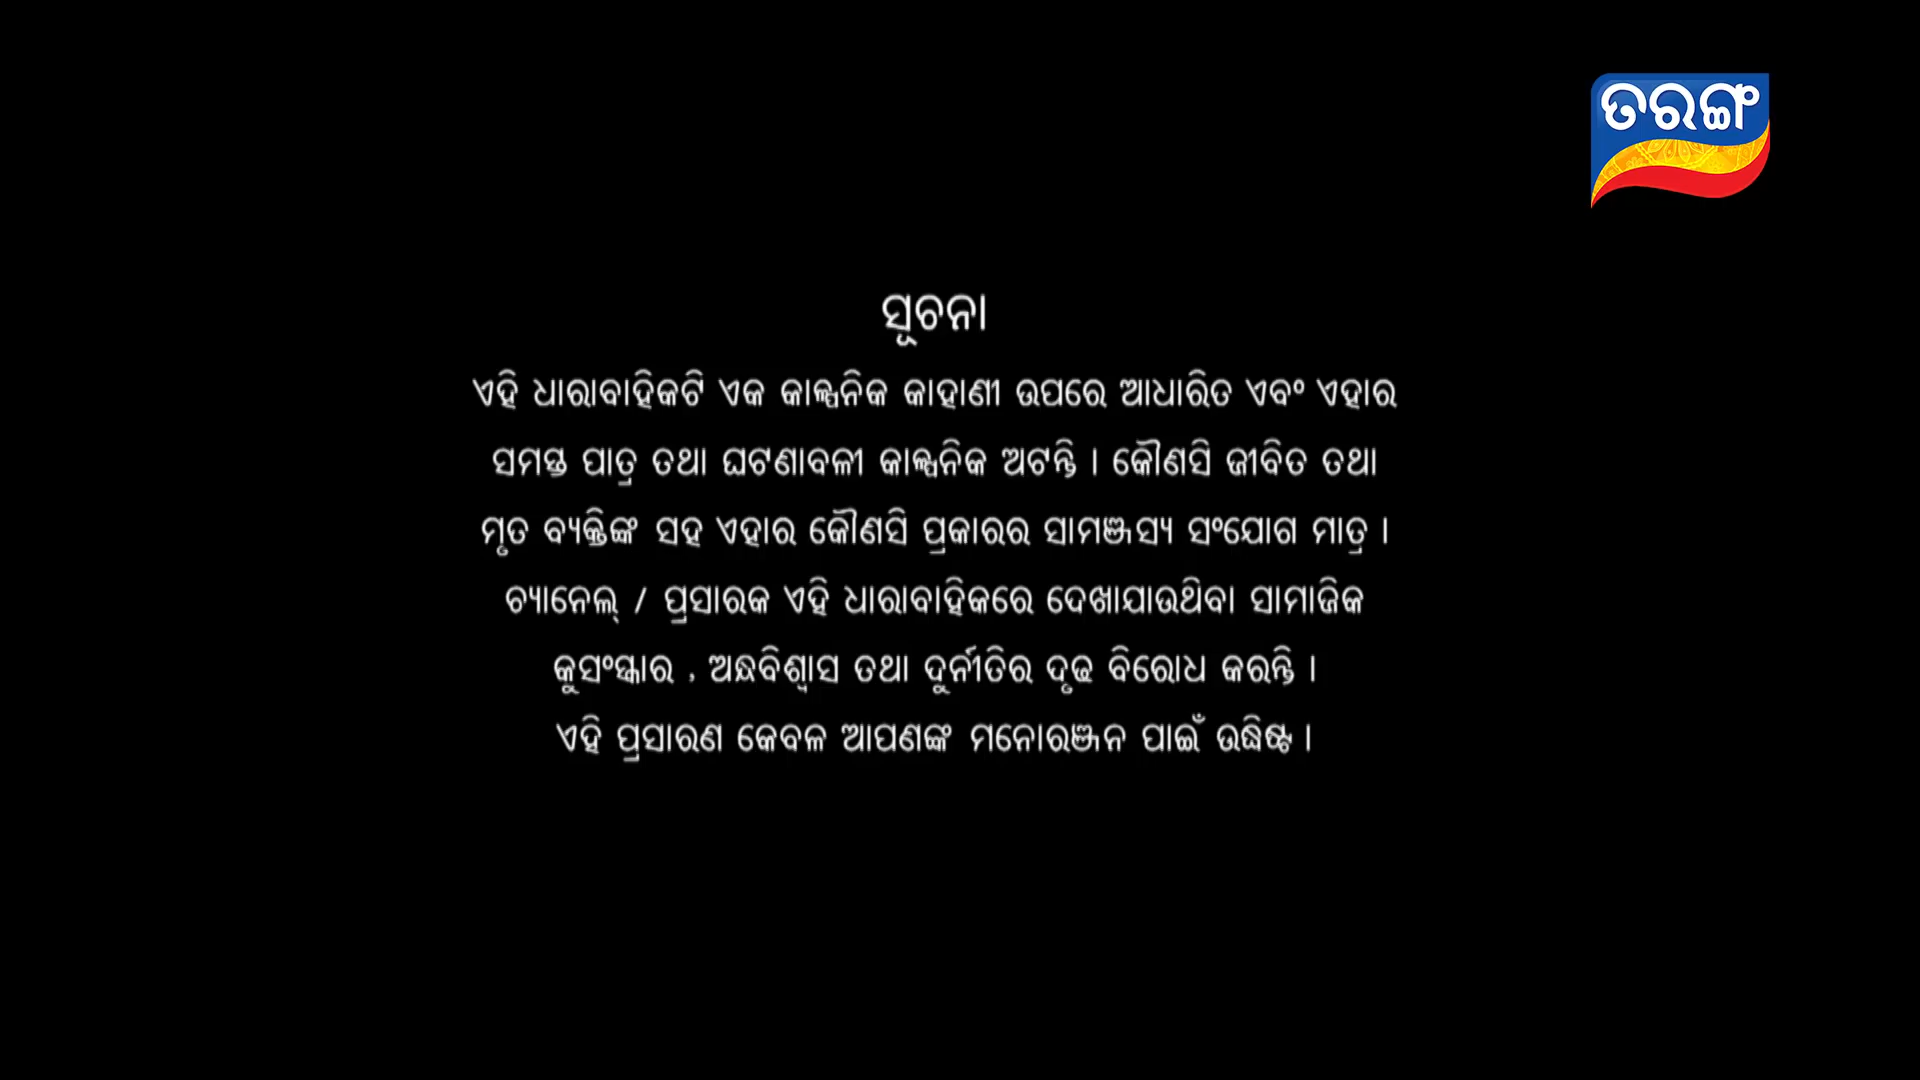 ତରଙ୍ଗ
ସୂଚନା
ଏହି ଧାରାବାହିକଟି ଏକ କାଳ୍ପନିକ କାହାଣୀ ଉପରେ ଆଧାରିତ ଏବଂ ଏହାର
ସମସ୍ତ ପାତ୍ର ତଥା ଘଟଣାବଳୀ କାଳ୍ପନିକ ଅଟନ୍ତି । କୌଣସି ଜୀବିତ ତଥା
ମୃତ ବ୍ୟକ୍ତିଙ୍କ ସହ ଏହାର କୌଣସି ପ୍ରକାରର ସାମଞ୍ଜସ୍ୟ ସଂଯୋଗ ମାତ୍ର ।
ଚ୍ୟାନେଲ୍ / ପ୍ରସାରକ ଏହି ଧାରାବାହିକରେ ଦେଖାଯାଉଥିବା ସାମାଜିକ
କୁସଂସ୍କାର , ଅନ୍ଧବିଶ୍ୱାସ ତଥା ଦୁର୍ନୀତିର ଦୃଢ ବିରୋଧ କରନ୍ତି ।
ଏହି ପ୍ରସାରଣ କେବଳ ଆପଣଙ୍କ ମନୋରଞ୍ଜନ ପାଇଁ ଉଦ୍ଧିଷ୍ଟ ।